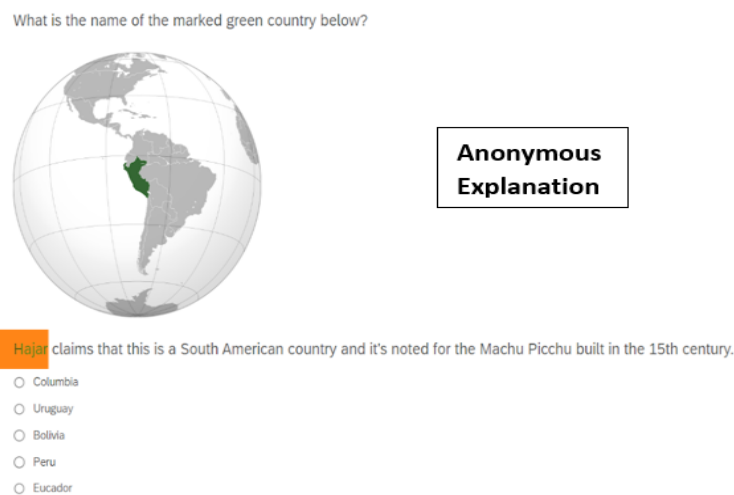 What is the name of the marked green country below?
Anonymous
Explanation
Hajar claims that this is a South American country and it's noted for the Machu Picchu built in the 15th century.
Columbia
Uruguay
Bolivia
Peru
Eucador